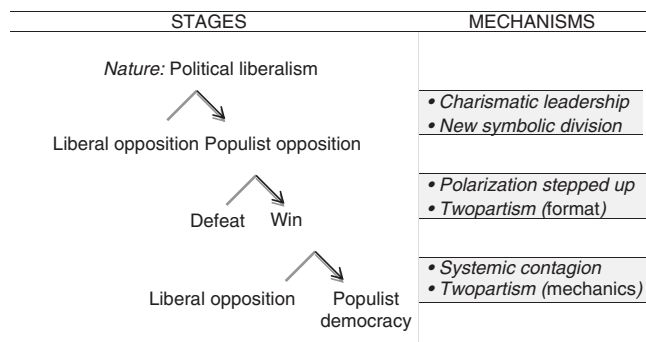 STAGES MECHANISMS
Nature: Political liberalism
• Charismatic leadership
• New symbolic division
Liberal opposition Populist opposition
• Polarization stepped up
• Twopartism (format)
Defeat Win
• Systemic contagion
• Twopartism (mechanics)
Liberal opposition Populist
democracy